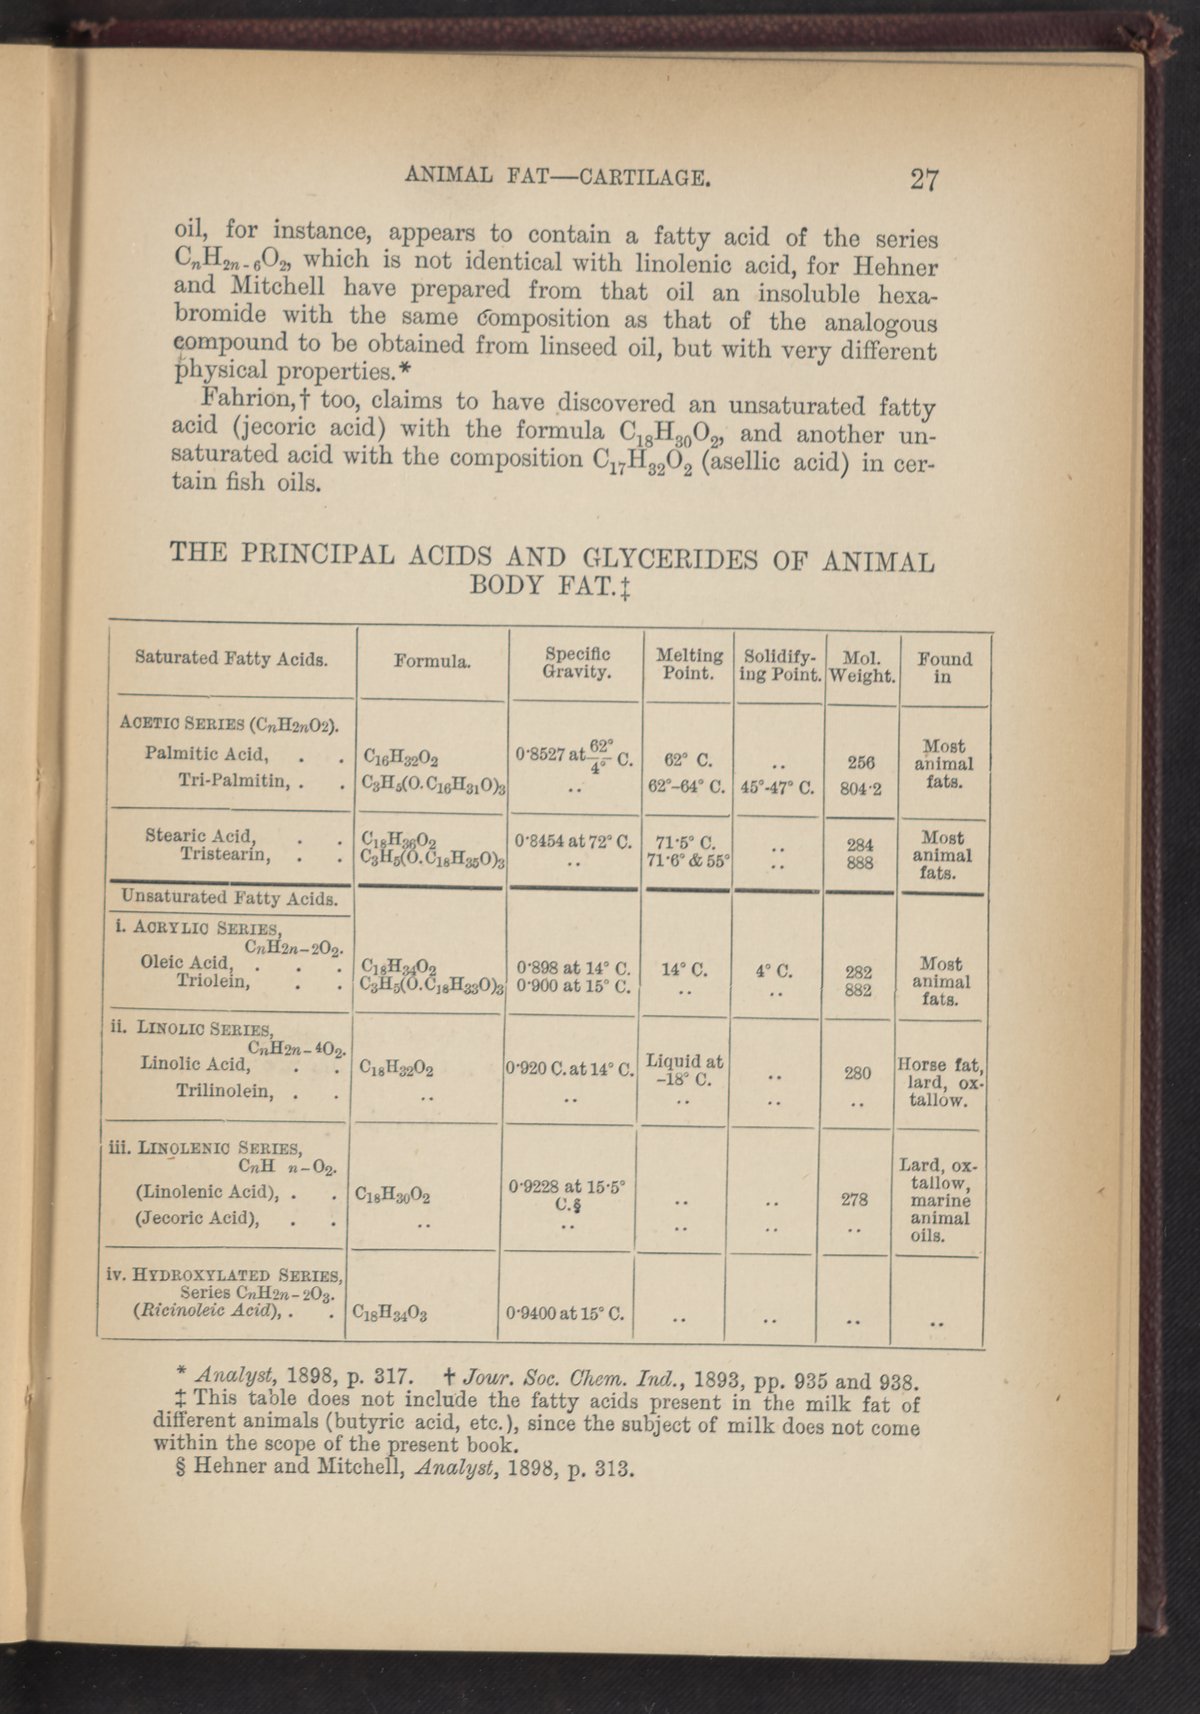 ANIMAL FAT—CARTILAGE. 27
oil, for instance, appears to contain a fatty acid of the series
CnH2n-6O2, which is not identical with linolenic acid, for Hehner
and Mitchell have prepared from that oil an insoluble hexa-
bromide with the same composition as that of the analogous
compound to be obtained from linseed oil, but with very different
physical properties.*
Fahrion,† too, claims to have discovered an unsaturated fatty
acid (jecoric acid) with the formula C18H30O2, and another un-
saturated acid with the composition C17H32O2 (asellic acid) in cer-
tain fish oils.
THE PRINCIPAL ACIDS AND GLYCERIDES OF ANIMAL
BODY FAT.‡
Saturated Fatty Acids. Formula. Specific Gravity. Melting Point. Solidify-ing Point. Mol. Weight. Found in
ACETIC SERIES (CnH2nO2).
Palmitic Acid, . . C16H32O2 0·8527 at 62°/4° C. 62° C. .. 256 Most animal
Tri-Palmitin, . . C3H5(O.C16H31O)3 .. 62°-64° C. 45°-47° C. 804·2 fats.
Stearic Acid, . . C18H36O2 0·8454 at 72° C. 71·5° C. .. 284 Most animal
Tristearin, . . C3H5(O.C18H35O)3 .. 71·6° & 55° .. 888 fats.
Unsaturated Fatty Acids.
i. ACRYLIC SERIES,
CnH2n-2O2.
Oleic Acid, . . . C18H34O2 0·898 at 14° C. 14° C. 4° C. 282 Most animal
Triolein, . . C3H5(O.C18H33O)3 0·900 at 15° C. .. .. 882 fats.
ii. LINOLIC SERIES,
CnH2n-4O2.
Linolic Acid, . . C18H32O2 0·920 C. at 14° C. Liquid at -18° C. .. 280 Horse fat, lard, ox-
Trilinolein, . . .. .. .. .. .. tallow.
iii. LINOLENIC SERIES,
CnH n-O2.
(Linolenic Acid), . . C18H30O2 0·9228 at 15·5° C.§ .. .. 278 Lard, ox-tallow, marine
(Jecoric Acid), . . .. .. .. .. .. animal oils.
iv. HYDROXYLATED SERIES,
Series CnH2n-2O3.
(Ricinoleic Acid), . . C18H34O3 0·9400 at 15° C. .. .. .. ..
* Analyst, 1898, p. 317. † Jour. Soc. Chem. Ind., 1893, pp. 935 and 938.
‡ This table does not include the fatty acids present in the milk fat of
different animals (butyric acid, etc.), since the subject of milk does not come
within the scope of the present book.
§ Hehner and Mitchell, Analyst, 1898, p. 313.